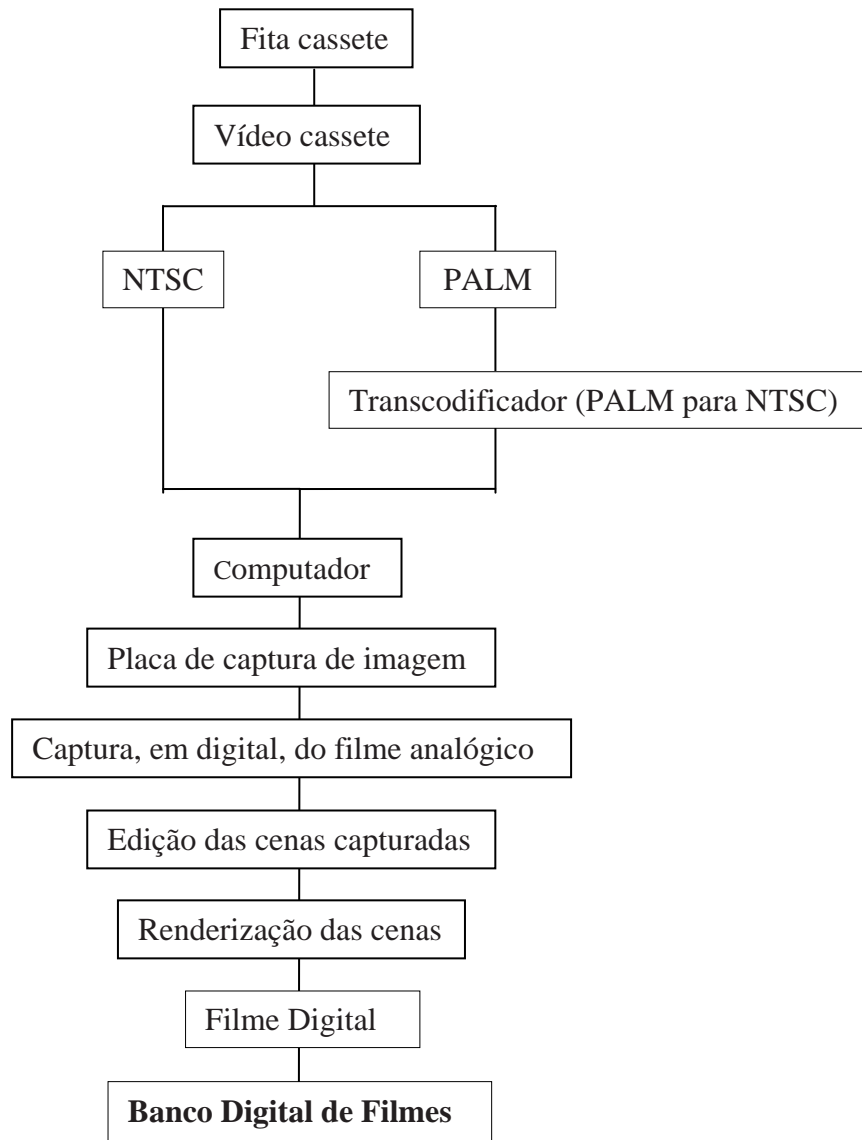 Fita cassete
Vídeo cassete
NTSC
PALM
Transcodificador (PALM para NTSC)
Computador
Placa de captura de imagem
Captura, em digital, do filme analógico
Edição das cenas capturadas
Renderização das cenas
Filme Digital
Banco Digital de Filmes